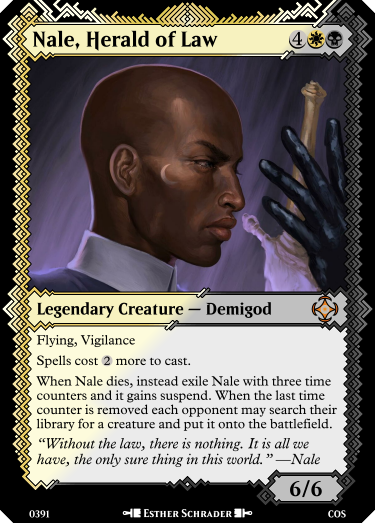 Nale, Herald of Law 4
Legendary Creature — Demigod
Flying, Vigilance
Spells cost 2 more to cast.
When Nale dies, instead exile Nale with three time
counters and it gains suspend. When the last time
counter is removed each opponent may search their
library for a creature and put it onto the battlefield.
“Without the law, there is nothing. It is all we
have, the only sure thing in this world.” —Nale
6/6
0391 Esther Schrader COS